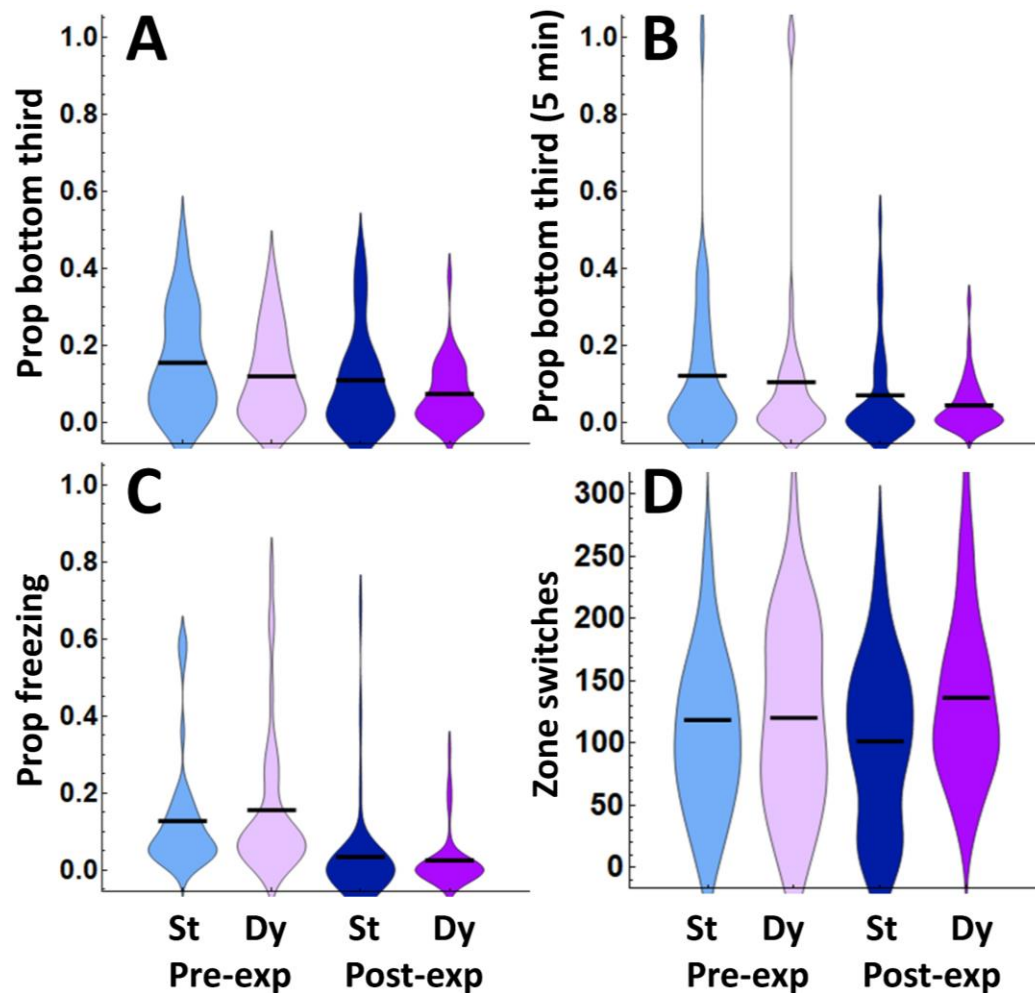 A
Prop bottom third
1.0
0.8
0.6
0.4
0.2
0.0
B
Prop bottom third (5 min)
1.0
0.8
0.6
0.4
0.2
0.0
C
Prop freezing
1.0
0.8
0.6
0.4
0.2
0.0
D
Zone switches
300
250
200
150
100
50
0
St Dy St Dy
Pre-exp Post-exp
St Dy St Dy
Pre-exp Post-exp